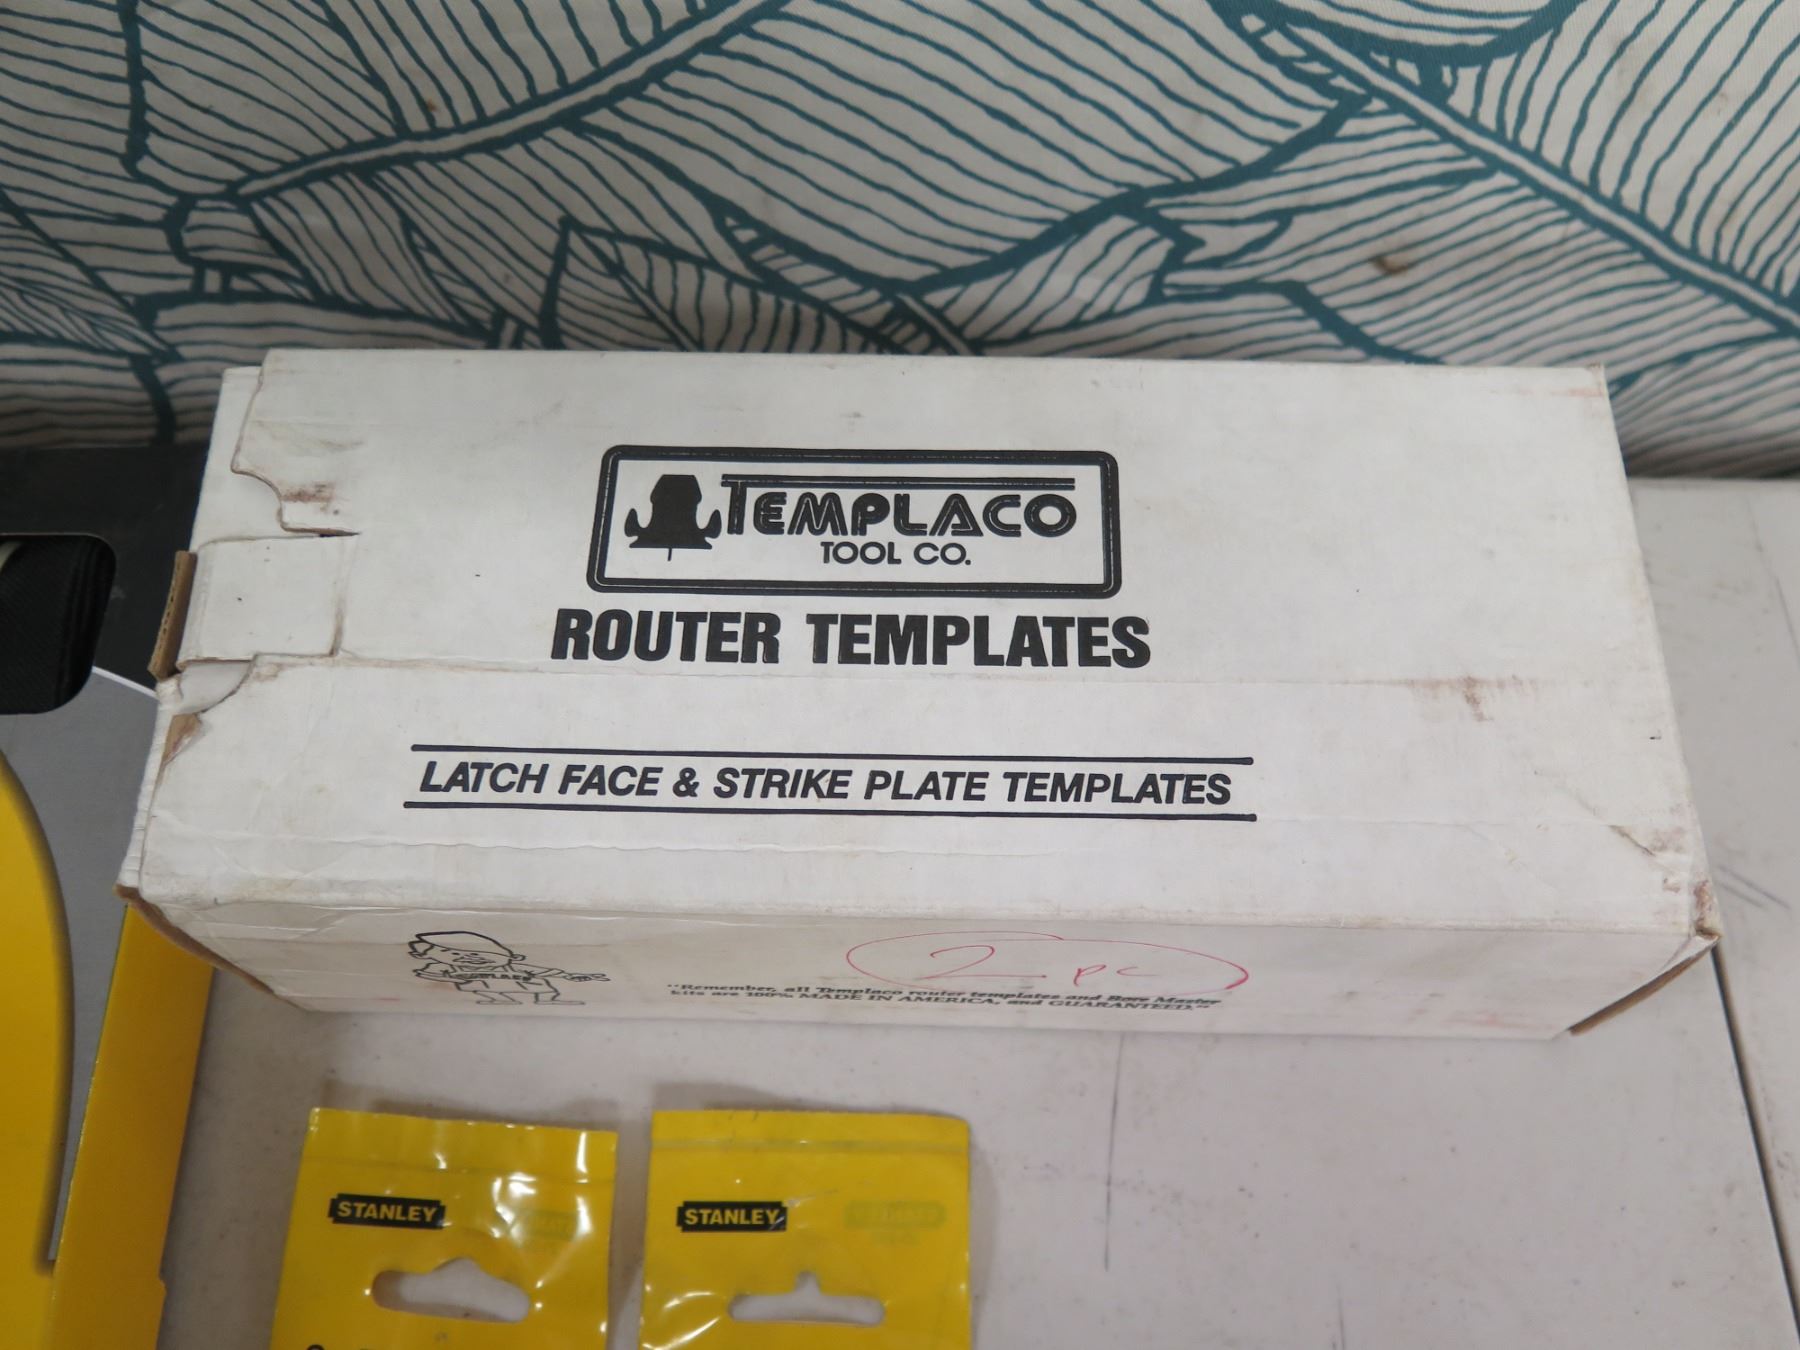 TEMPLACO
TOOL CO.
ROUTER TEMPLATES
LATCH FACE & STRIKE PLATE TEMPLATES
2 pc
"Remember, all Templaco router templates and Bore Master
kits are 100% MADE IN AMERICA, and GUARANTEED."
STANLEY
STANLEY